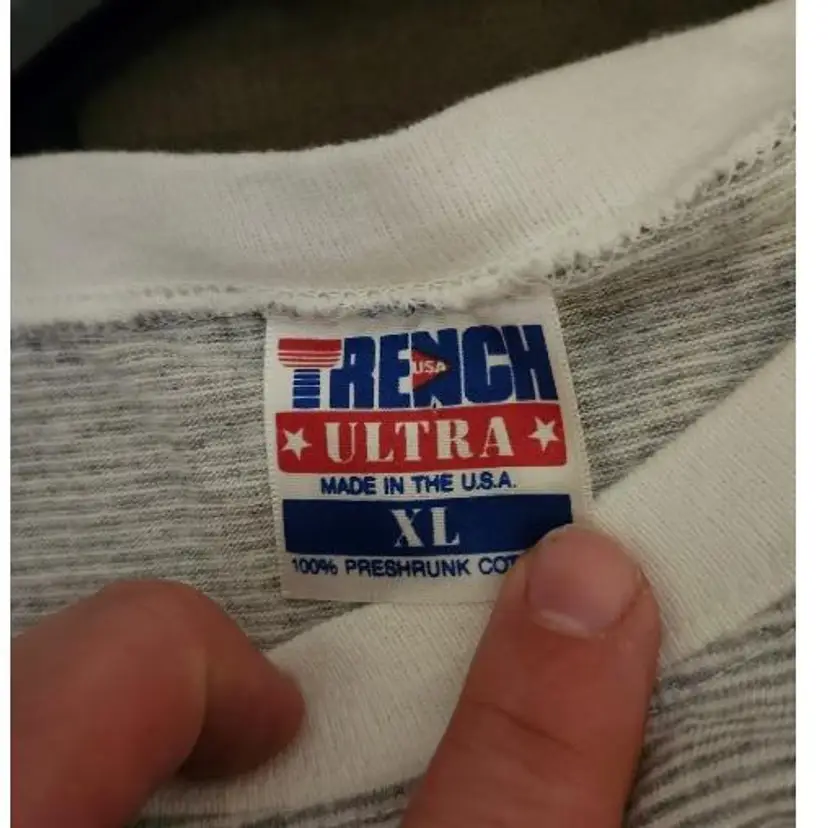 TRENCH
USA
ULTRA
MADE IN THE U.S.A.
XL
100% PRESHRUNK